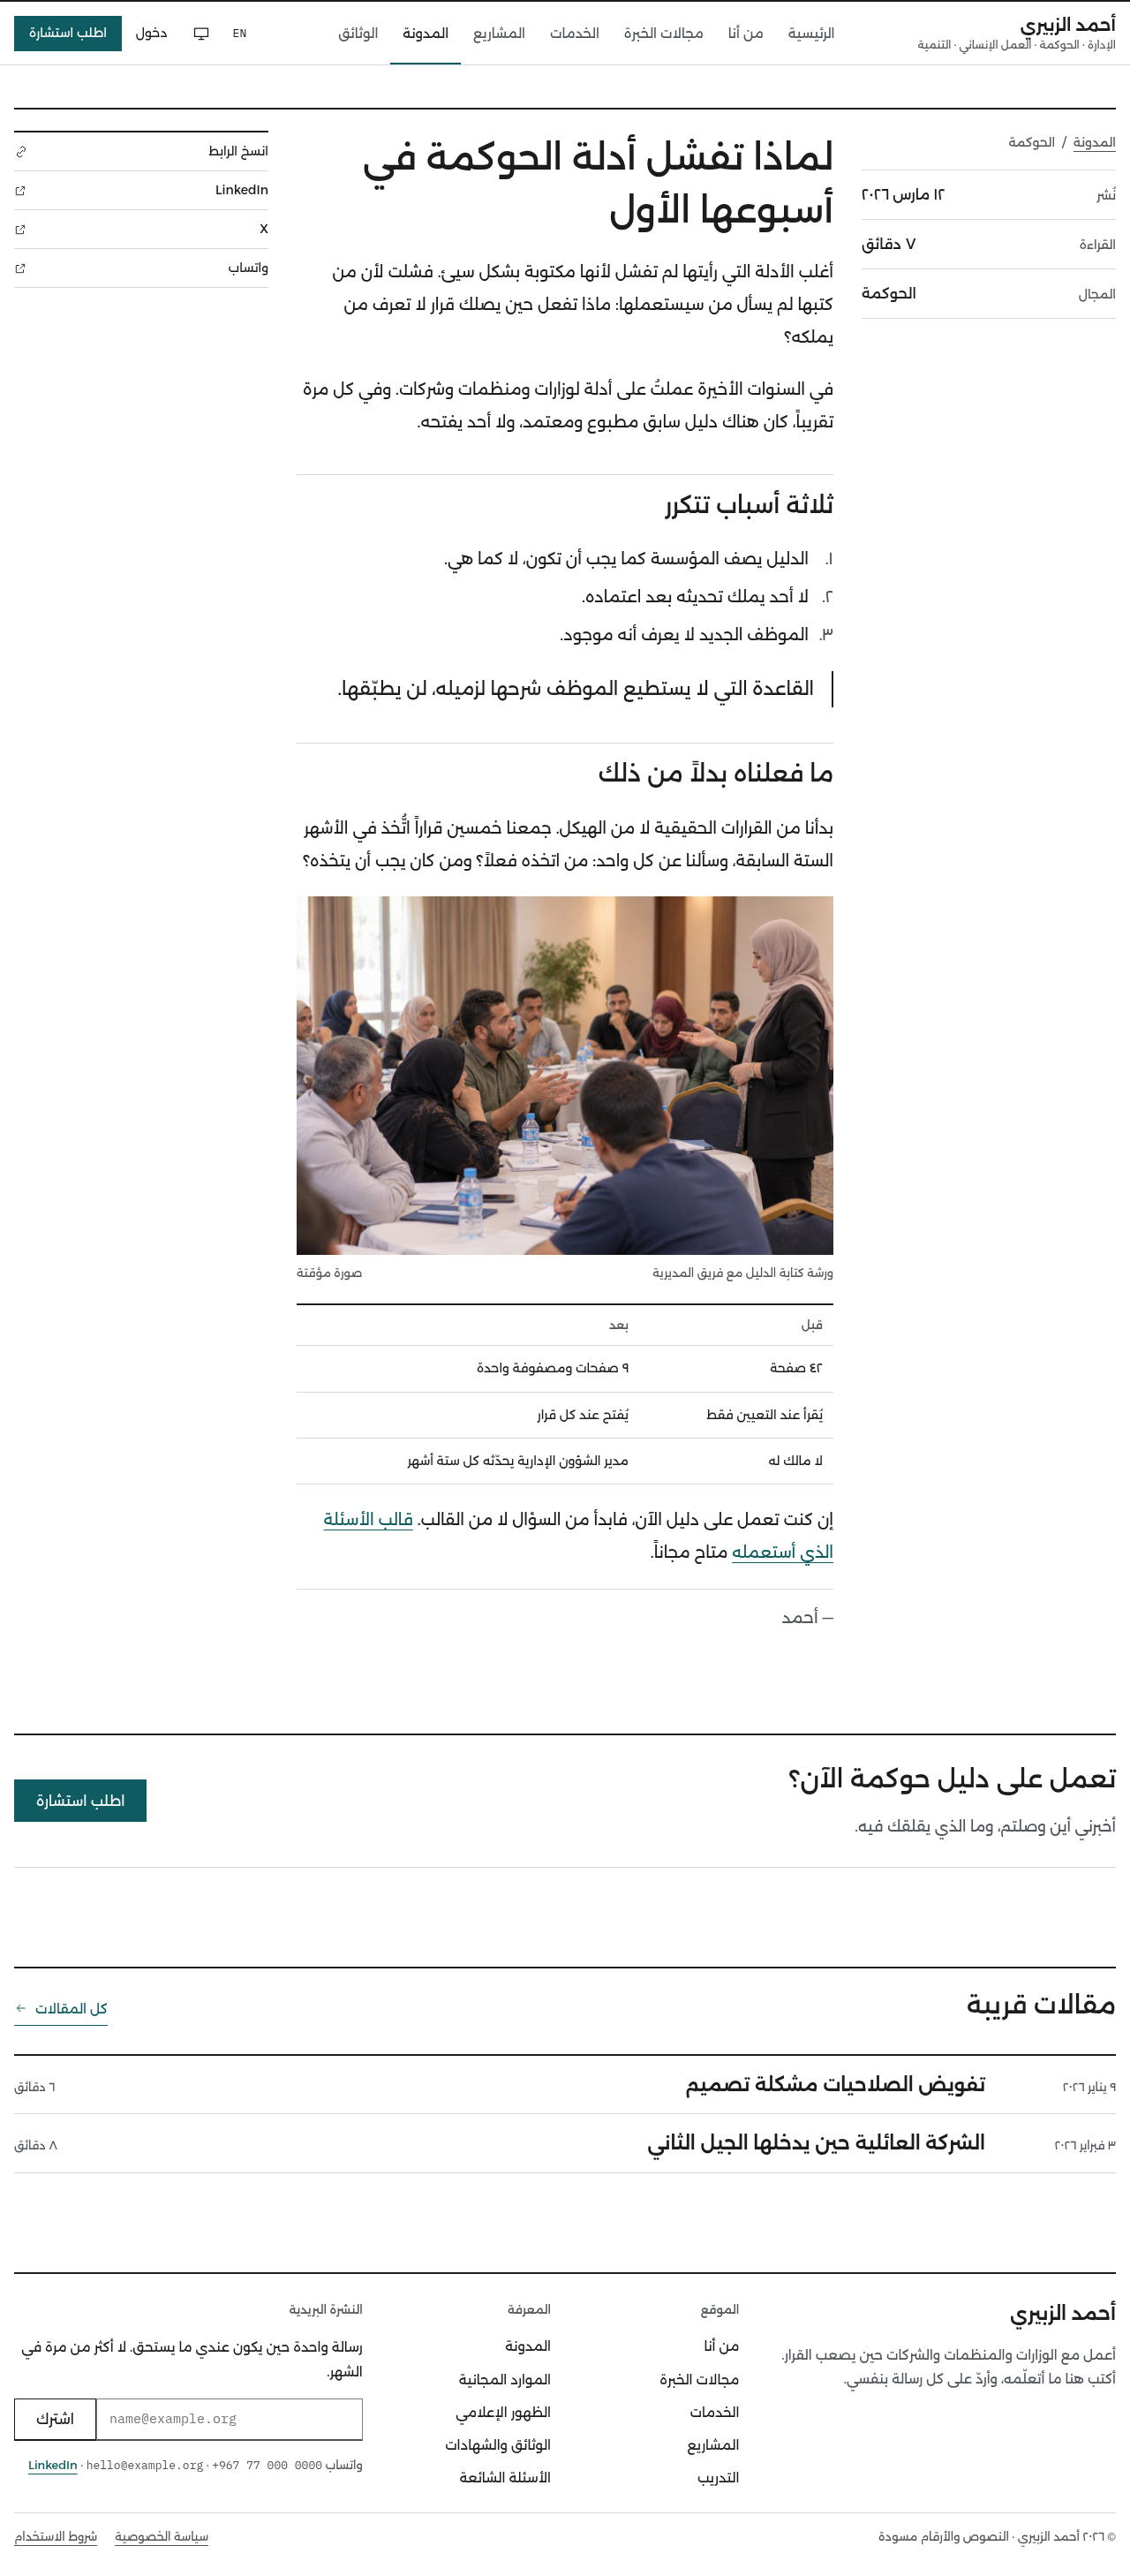 أحمد الزبيري
الإدارة · الحوكمة · العمل الإنساني · التنمية
الرئيسية
من أنا
مجالات الخبرة
الخدمات
المشاريع
المدونة
الوثائق
EN
دخول
اطلب استشارة
المدونة / الحوكمة
نُشر
١٢ مارس ٢٠٢٦
القراءة
٧ دقائق
المجال
الحوكمة
لماذا تفشل أدلة الحوكمة في
أسبوعها الأول
أغلب الأدلة التي رأيتها لم تفشل لأنها مكتوبة بشكل سيئ. فشلت لأن من
كتبها لم يسأل من سيستعملها: ماذا تفعل حين يصلك قرار لا تعرف من
يملكه؟
في السنوات الأخيرة عملتُ على أدلة لوزارات ومنظمات وشركات. وفي كل مرة
تقريباً، كان هناك دليل سابق مطبوع ومعتمد، ولا أحد يفتحه.
ثلاثة أسباب تتكرر
١. الدليل يصف المؤسسة كما يجب أن تكون، لا كما هي.
٢. لا أحد يملك تحديثه بعد اعتماده.
٣. الموظف الجديد لا يعرف أنه موجود.
القاعدة التي لا يستطيع الموظف شرحها لزميله، لن يطبّقها.
ما فعلناه بدلاً من ذلك
بدأنا من القرارات الحقيقية لا من الهيكل. جمعنا خمسين قراراً اتُّخذ في الأشهر
الستة السابقة، وسألنا عن كل واحد: من اتخذه فعلاً؟ ومن كان يجب أن يتخذه؟
ورشة كتابة الدليل مع فريق المديرية
صورة مؤقتة
قبل
بعد
٤٢ صفحة
٩ صفحات ومصفوفة واحدة
يُقرأ عند التعيين فقط
يُفتح عند كل قرار
لا مالك له
مدير الشؤون الإدارية يحدّثه كل ستة أشهر
إن كنت تعمل على دليل الآن، فابدأ من السؤال لا من القالب. قالب الأسئلة
الذي أستعمله متاح مجاناً.
— أحمد
انسخ الرابط
LinkedIn
X
واتساب
تعمل على دليل حوكمة الآن؟
أخبرني أين وصلتم، وما الذي يقلقك فيه.
اطلب استشارة
مقالات قريبة
كل المقالات ←
٩ يناير ٢٠٢٦
تفويض الصلاحيات مشكلة تصميم
٦ دقائق
٣ فبراير ٢٠٢٦
الشركة العائلية حين يدخلها الجيل الثاني
٨ دقائق
أحمد الزبيري
أعمل مع الوزارات والمنظمات والشركات حين يصعب القرار.
أكتب هنا ما أتعلّمه، وأردّ على كل رسالة بنفسي.
الموقع
من أنا
مجالات الخبرة
الخدمات
المشاريع
التدريب
المعرفة
المدونة
الموارد المجانية
الظهور الإعلامي
الوثائق والشهادات
الأسئلة الشائعة
النشرة البريدية
رسالة واحدة حين يكون عندي ما يستحق. لا أكثر من مرة في
الشهر.
name@example.org
اشترك
واتساب +967 77 000 0000 · hello@example.org · LinkedIn
© ٢٠٢٦ أحمد الزبيري · النصوص والأرقام مسودة
سياسة الخصوصية
شروط الاستخدام